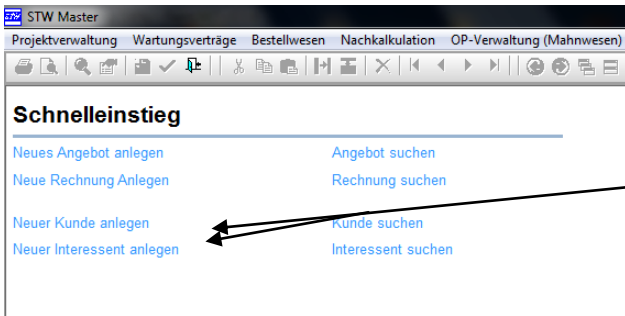 STW STW Master
Projektverwaltung Wartungsverträge Bestellwesen Nachkalkulation OP-Verwaltung (Mahnwesen)
Schnelleinstieg
Neues Angebot anlegen Angebot suchen
Neue Rechnung Anlegen Rechnung suchen
Neuer Kunde anlegen Kunde suchen
Neuer Interessent anlegen Interessent suchen